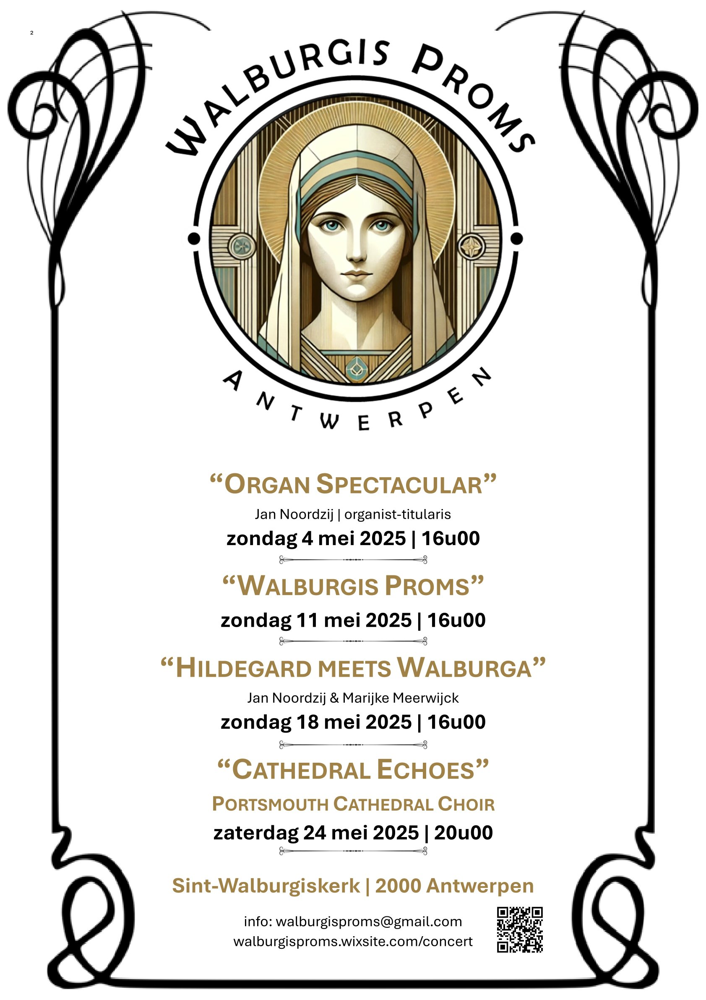 2
WALBURGIS PROMS
ANTWERPEN
“ORGAN SPECTACULAR”
Jan Noordzij | organist-titularis
zondag 4 mei 2025 | 16u00
“WALBURGIS PROMS”
zondag 11 mei 2025 | 16u00
“HILDEGARD MEETS WALBURGA”
Jan Noordzij & Marijke Meerwijck
zondag 18 mei 2025 | 16u00
“CATHEDRAL ECHOES”
PORTSMOUTH CATHEDRAL CHOIR
zaterdag 24 mei 2025 | 20u00
Sint-Walburgiskerk | 2000 Antwerpen
info: walburgisproms@gmail.com
walburgisproms.wixsite.com/concert